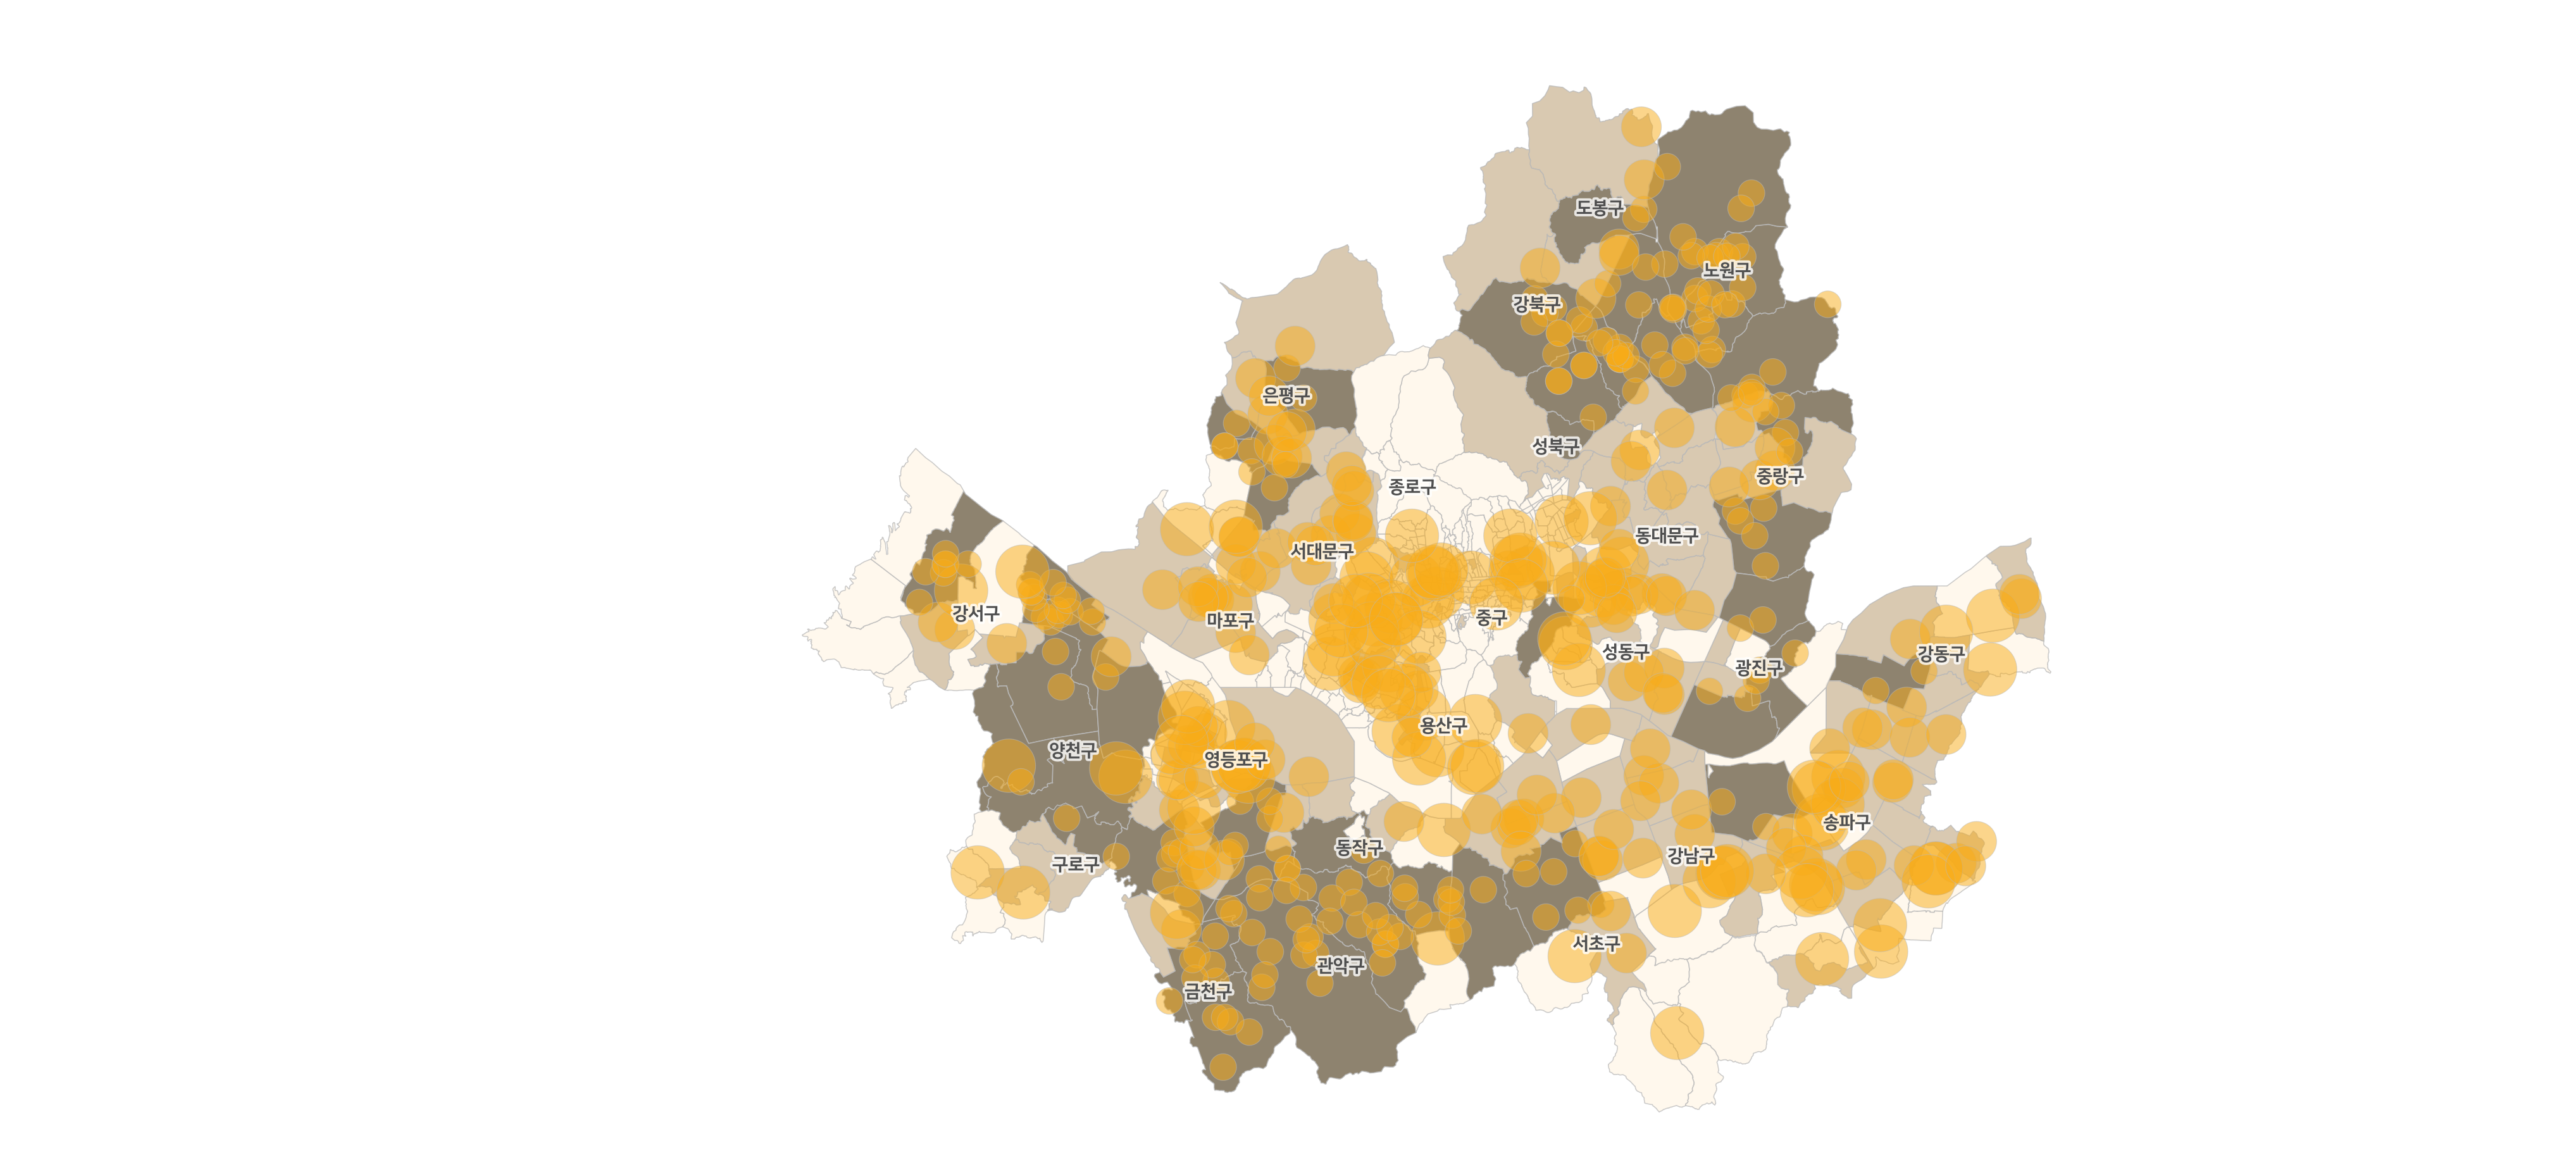 도봉구
노원구
강북구
은평구
성북구
중랑구
종로구
동대문구
서대문구
강서구
중구
마포구
성동구
강동구
광진구
용산구
양천구
영등포구
송파구
동작구
강남구
구로구
서초구
관악구
금천구